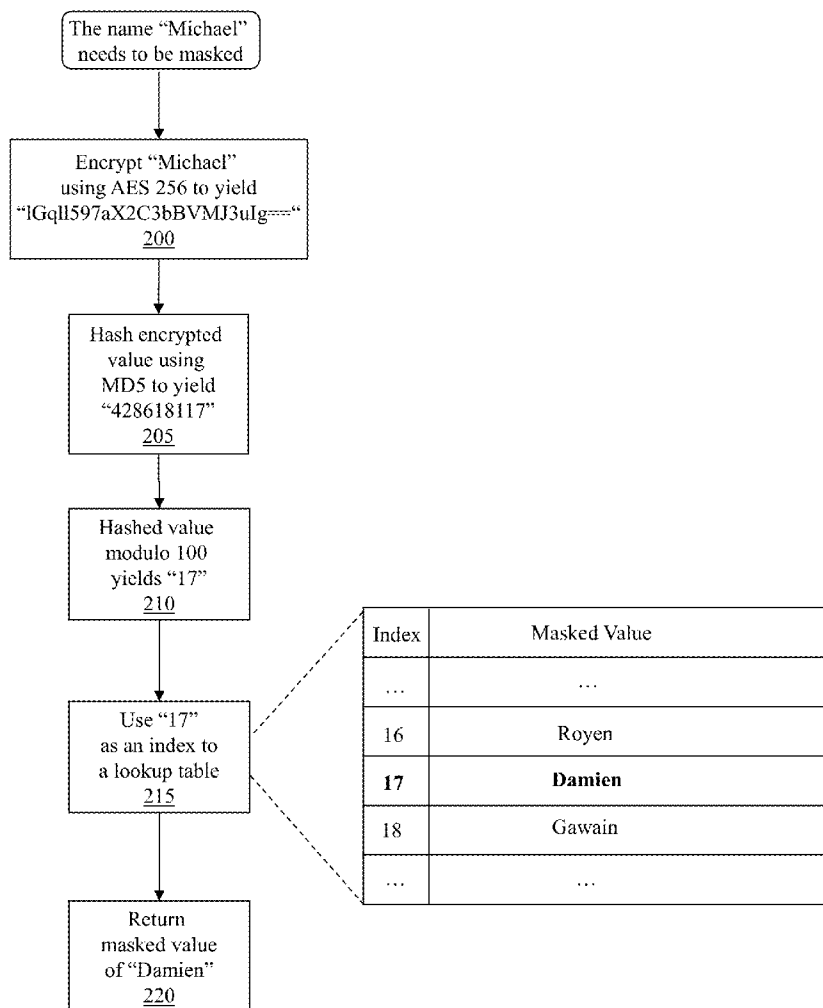 The name “Michael”
needs to be masked
Encrypt “Michael”
using AES 256 to yield
“lGqll597aX2C3bBVMJ3uIg==“
200
Hash encrypted
value using
MD5 to yield
“428618117”
205
Hashed value
modulo 100
yields “17”
210
Use “17”
as an index to
a lookup table
215
Index Masked Value
... ...
16 Royen
17 Damien
18 Gawain
... ...
Return
masked value
of “Damien”
220